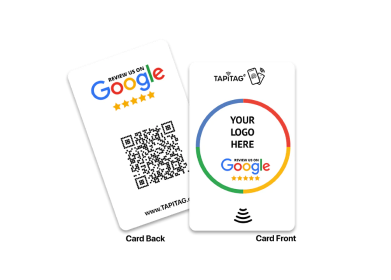 REVIEW US ON
Google
www.TAPITAG.c
Card Back
TAPITAG
YOUR
LOGO
HERE
REVIEW US ON
Google
Card Front